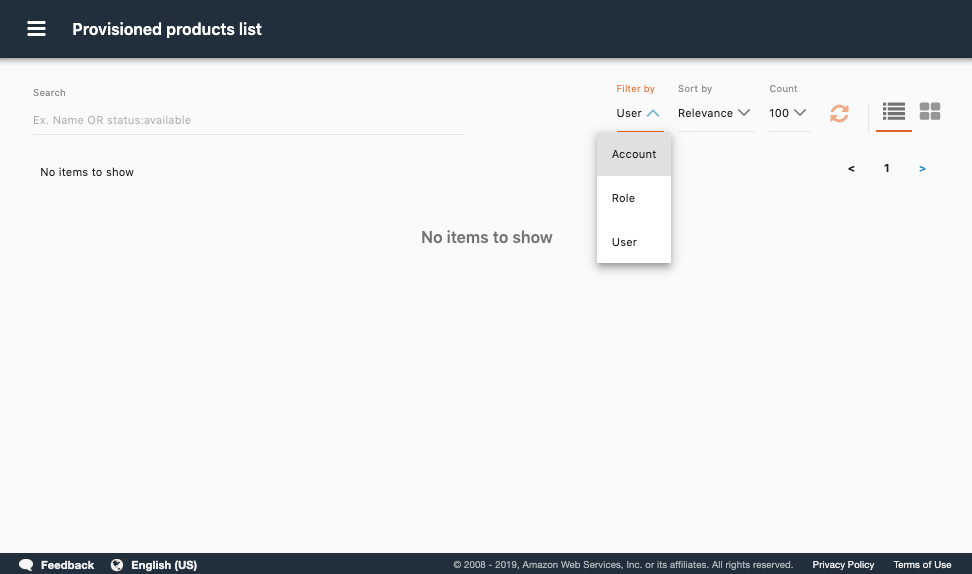 Provisioned products list
Search
Ex. Name OR status:available
Filter by
User
Sort by
Relevance
Count
100
Account
Role
User
No items to show
< 1 >
No items to show
Feedback English (US) © 2008 - 2019, Amazon Web Services, Inc. or its affiliates. All rights reserved. Privacy Policy Terms of Use